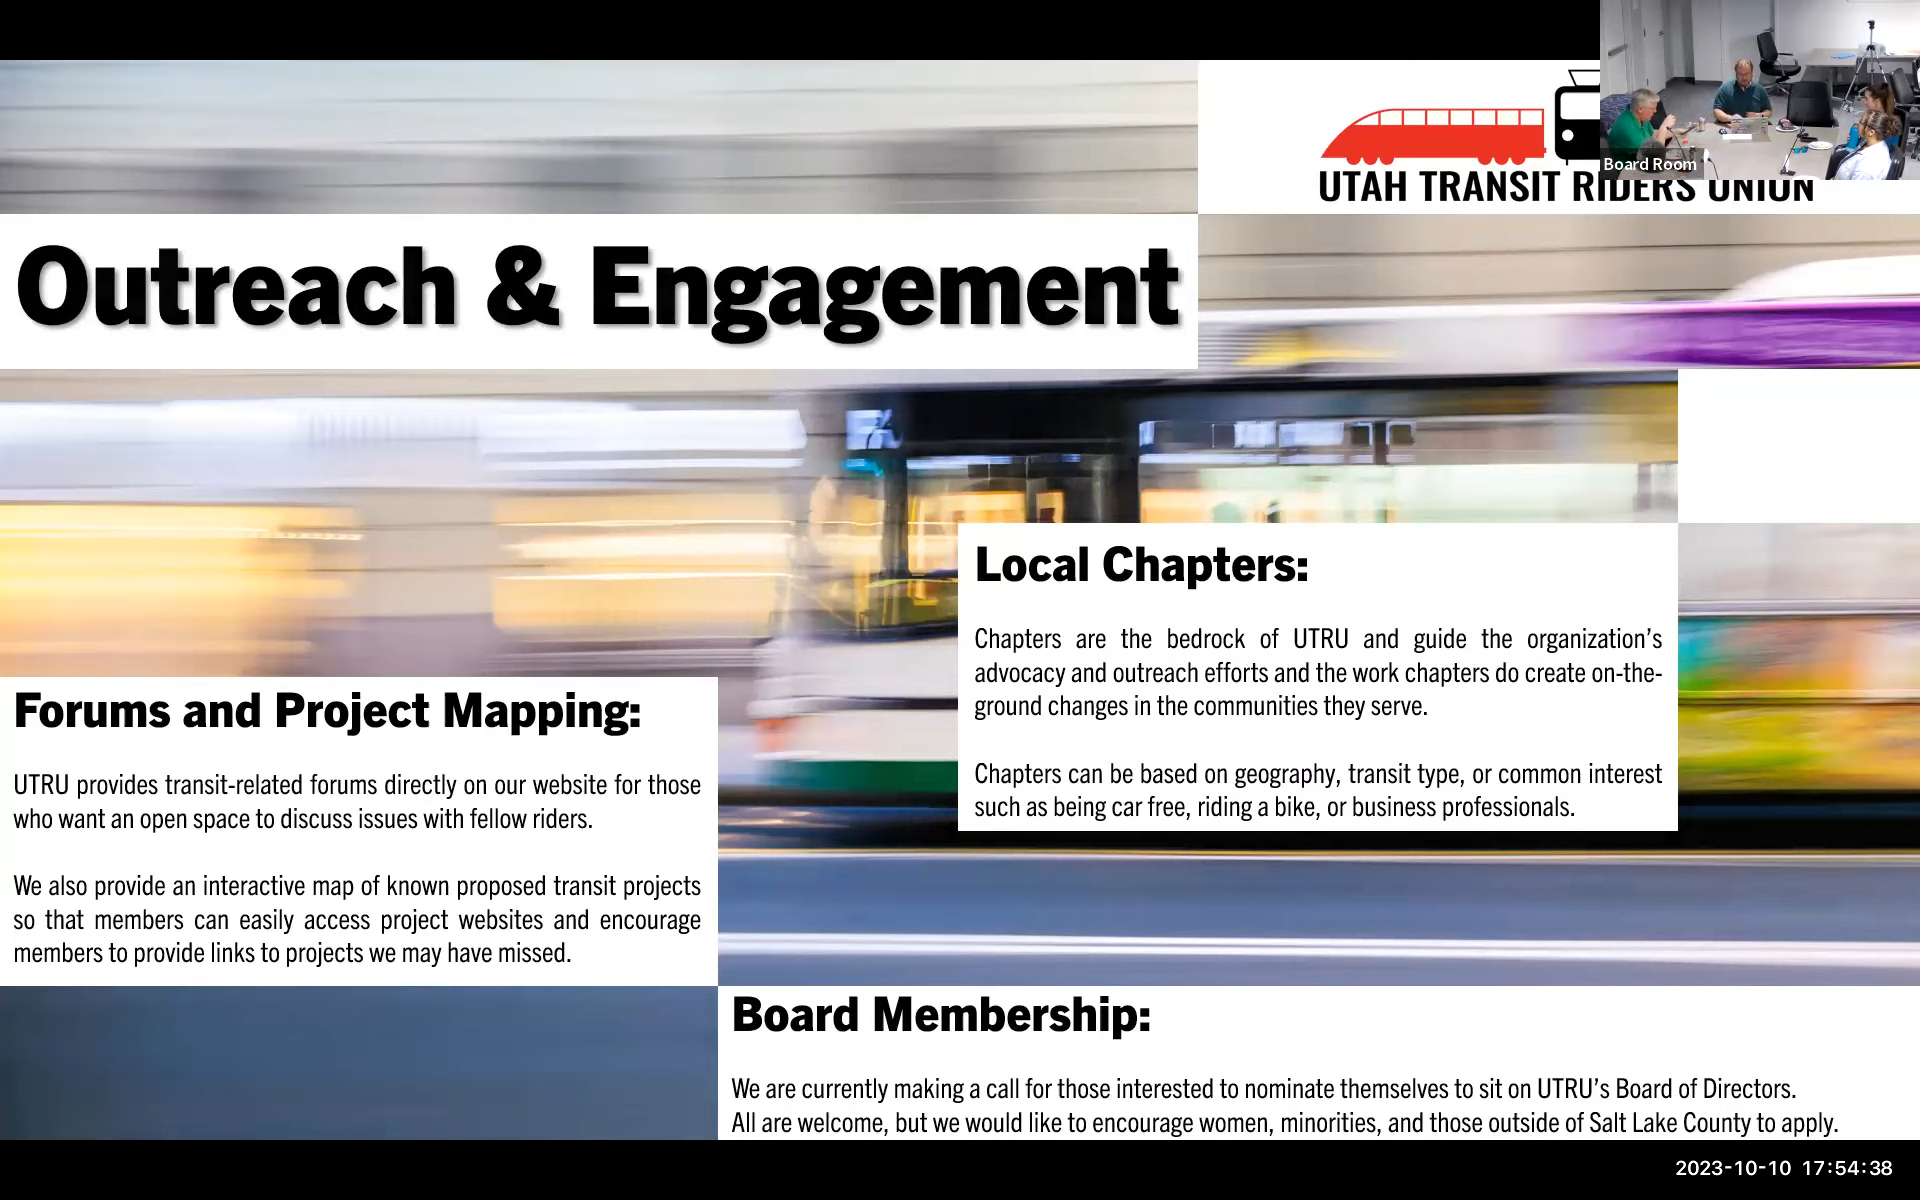 Board Room
UTAH TRANSIT RIDERS UNION
Outreach & Engagement
Local Chapters:
Chapters are the bedrock of UTRU and guide the organization's
advocacy and outreach efforts and the work chapters do create on-the-
ground changes in the communities they serve.
Chapters can be based on geography, transit type, or common interest
such as being car free, riding a bike, or business professionals.
Forums and Project Mapping:
UTRU provides transit-related forums directly on our website for those
who want an open space to discuss issues with fellow riders.
We also provide an interactive map of known proposed transit projects
so that members can easily access project websites and encourage
members to provide links to projects we may have missed.
Board Membership:
We are currently making a call for those interested to nominate themselves to sit on UTRU's Board of Directors.
All are welcome, but we would like to encourage women, minorities, and those outside of Salt Lake County to apply.
2023-10-10 17:54:38